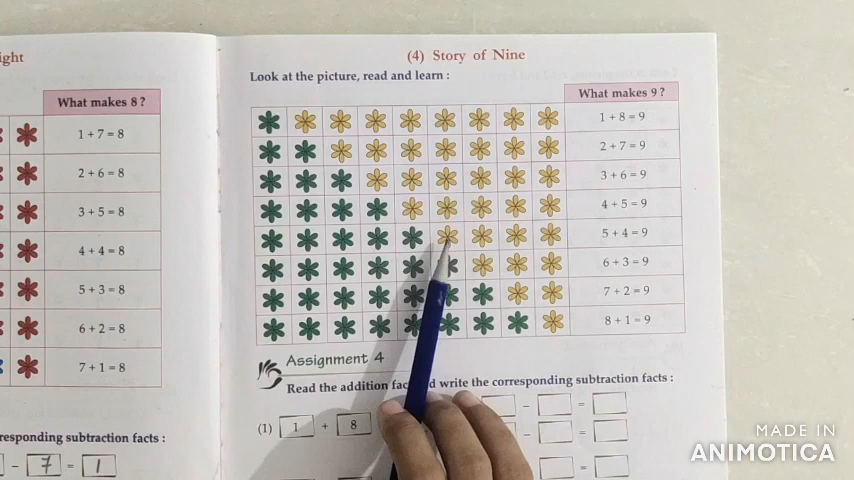 ight
What makes 8 ?
1 + 7 = 8
2 + 6 = 8
3 + 5 = 8
4 + 4 = 8
5 + 3 = 8
6 + 2 = 8
7 + 1 = 8
responding subtraction facts :
- 7 = 1
(4) Story of Nine
Look at the picture, read and learn :
What makes 9 ?
1 + 8 = 9
2 + 7 = 9
3 + 6 = 9
4 + 5 = 9
5 + 4 = 9
6 + 3 = 9
7 + 2 = 9
8 + 1 = 9
Assignment 4
Read the addition fac d write the corresponding subtraction facts :
(1) 1 + 8 - =
- =
- =
MADE IN
ANIMOTICA